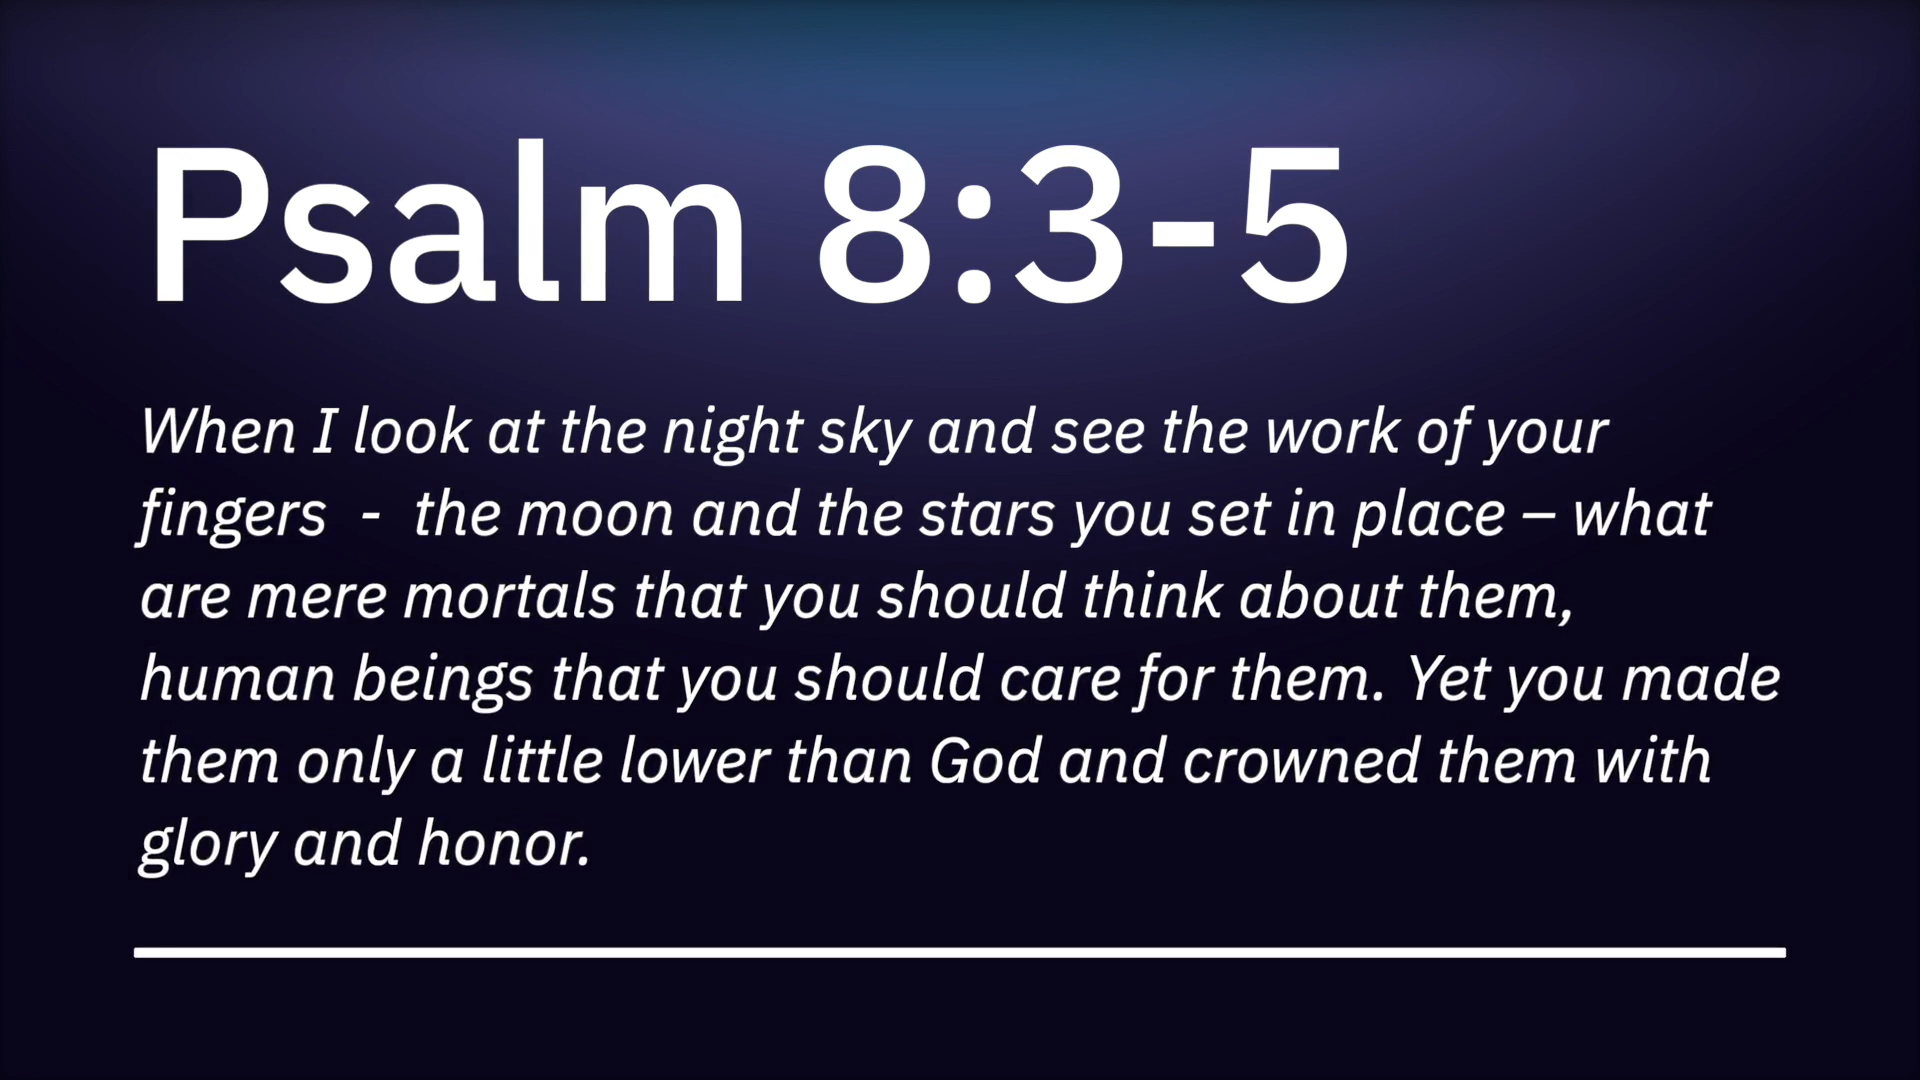 Psalm 8:3-5
When I look at the night sky and see the work of your
fingers  -  the moon and the stars you set in place – what
are mere mortals that you should think about them,
human beings that you should care for them.  Yet you made
them only a little lower than God and crowned them with
glory and honor.